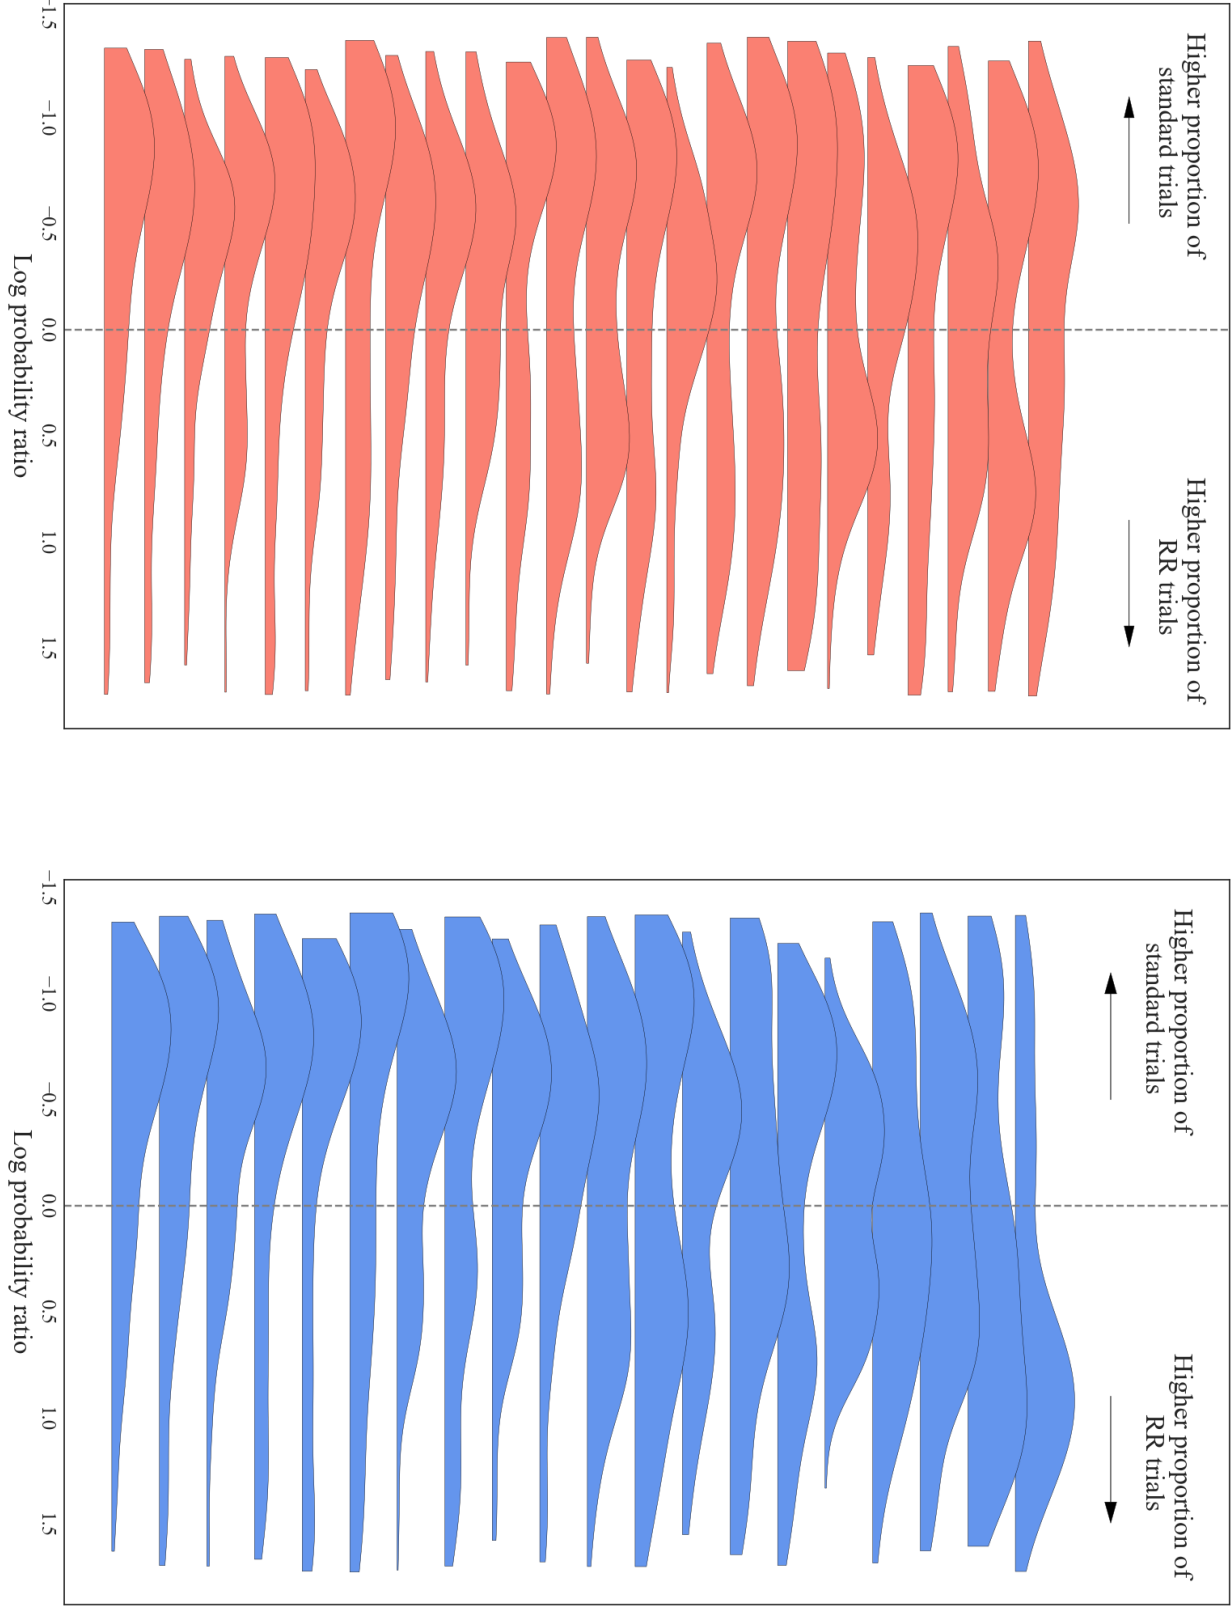 Higher proportion of
standard trials
Higher proportion of
RR trials
−1.5
−1.0
−0.5
0.0
0.5
1.0
1.5
Log probability ratio
Higher proportion of
standard trials
Higher proportion of
RR trials
−1.5
−1.0
−0.5
0.0
0.5
1.0
1.5
Log probability ratio